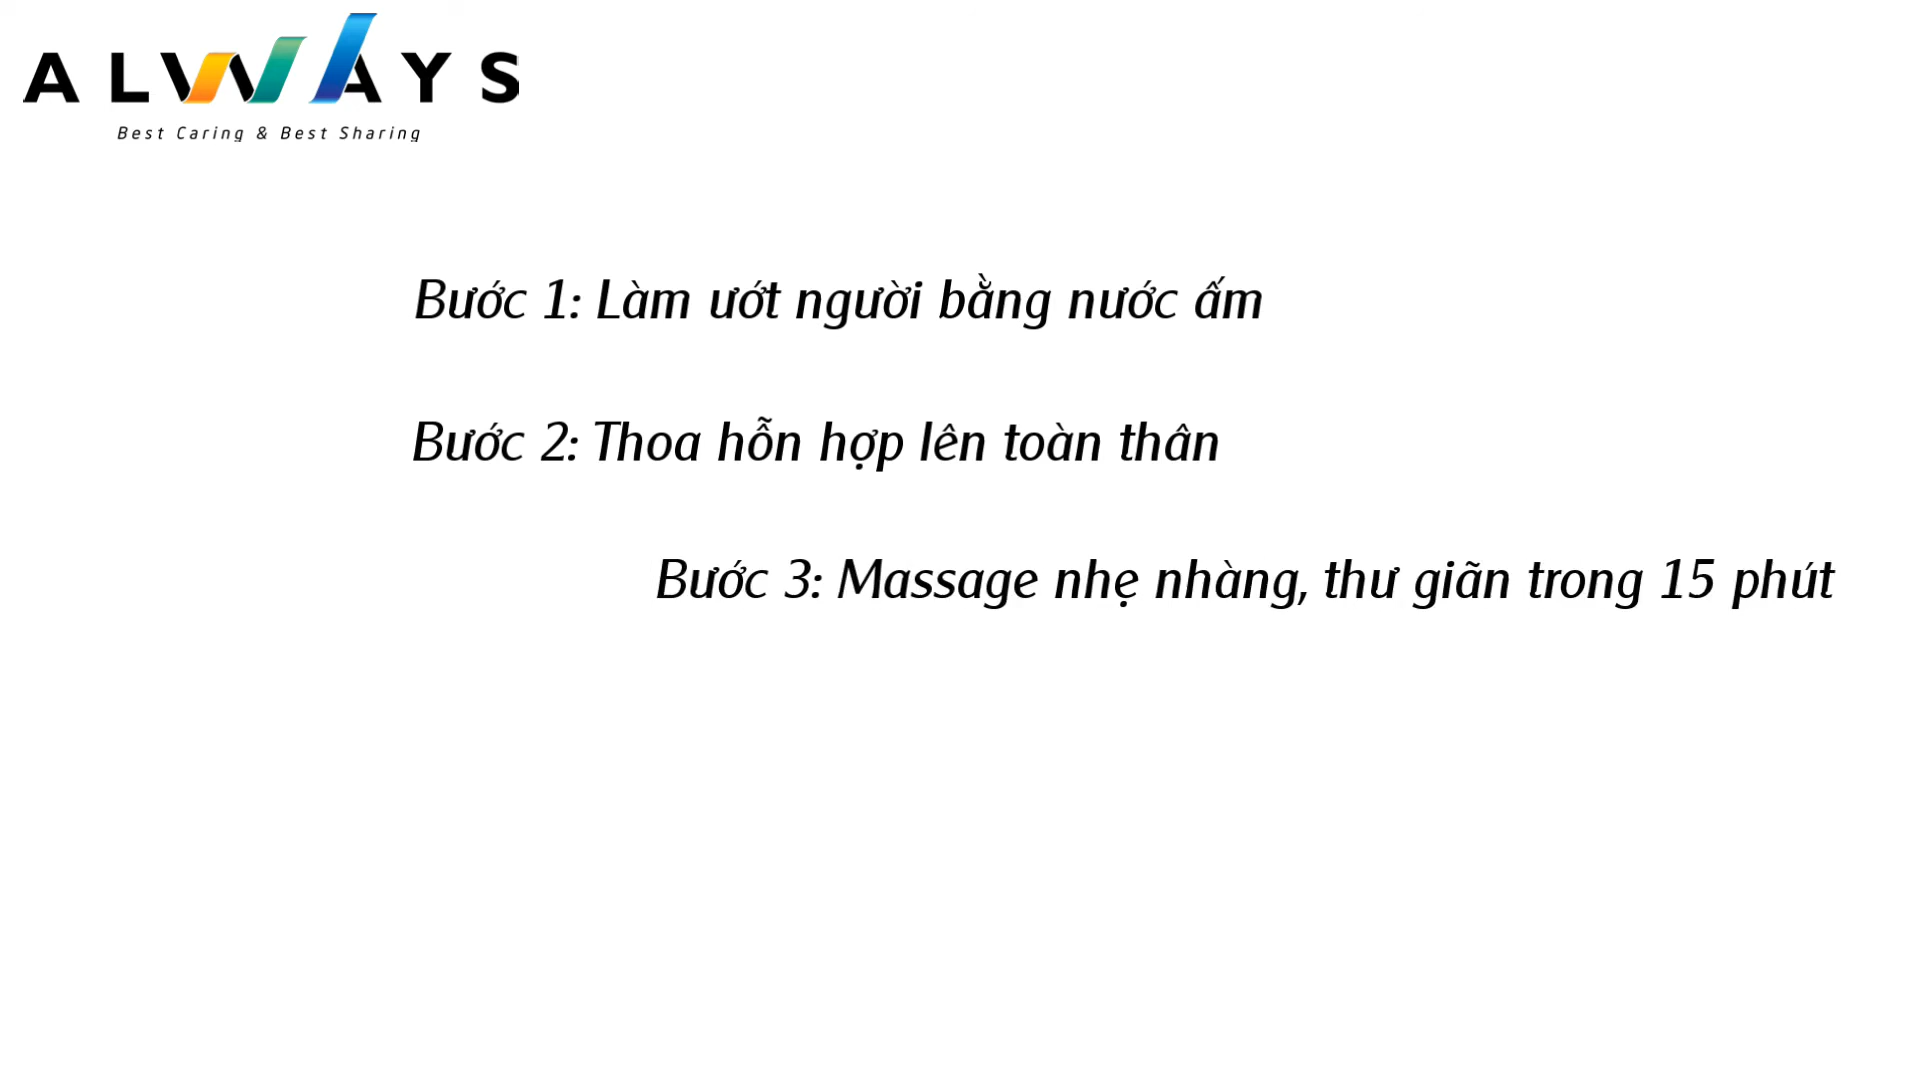 ALWAYS
Best Caring & Best Sharing
Bước 1: Làm ướt người bằng nước ấm
Bước 2: Thoa hỗn hợp lên toàn thân
Bước 3: Massage nhẹ nhàng, thư giãn trong 15 phút